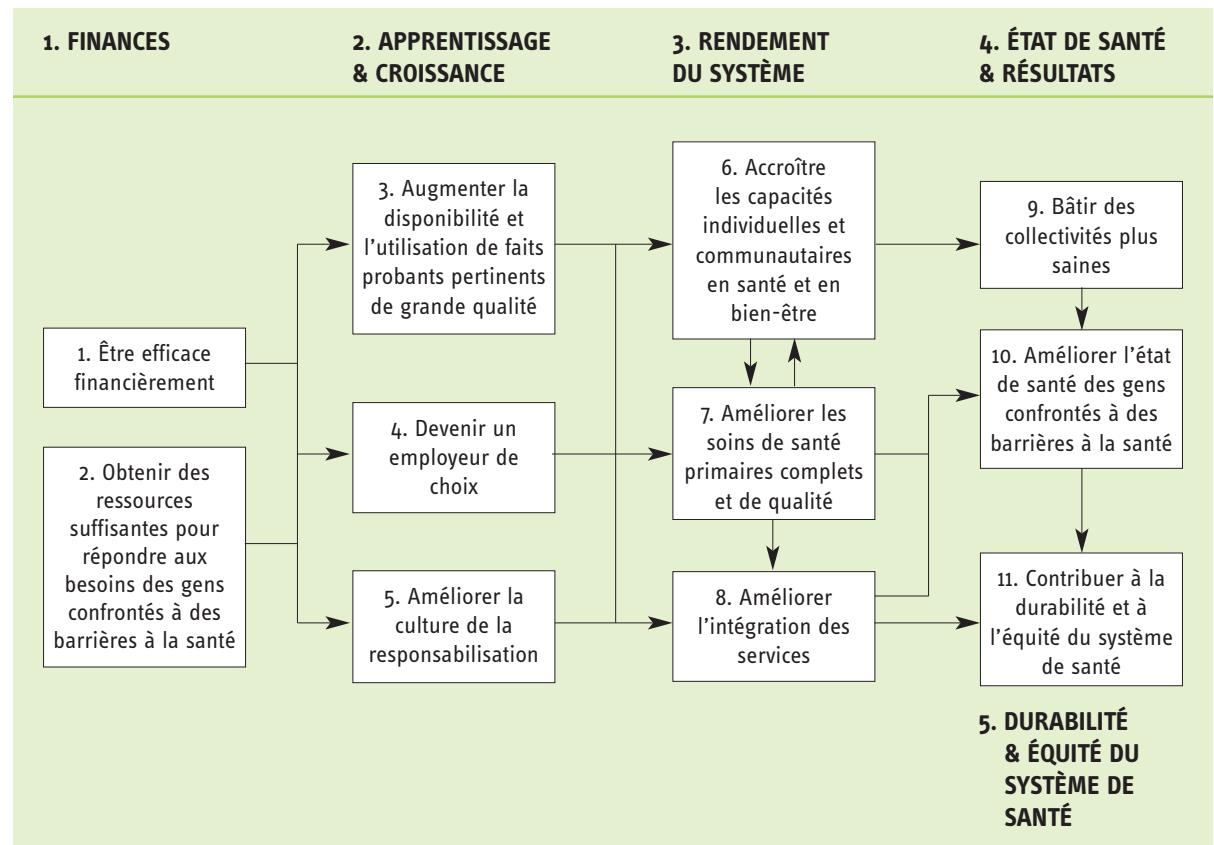 1. FINANCES
2. APPRENTISSAGE
& CROISSANCE
3. RENDEMENT
DU SYSTÈME
4. ÉTAT DE SANTÉ
& RÉSULTATS
1. Être efficace
financièrement
2. Obtenir des
ressources
suffisantes pour
répondre aux
besoins des gens
confrontés à des
barrières à la santé
3. Augmenter la
disponibilité et
l'utilisation de faits
probants pertinents
de grande qualité
4. Devenir un
employeur de
choix
5. Améliorer la
culture de la
responsabilisation
6. Accroître
les capacités
individuelles et
communautaires
en santé et en
bien-être
7. Améliorer les
soins de santé
primaires complets
et de qualité
8. Améliorer
l'intégration des
services
9. Bâtir des
collectivités plus
saines
10. Améliorer l'état
de santé des gens
confrontés à des
barrières à la santé
11. Contribuer à la
durabilité et à
l'équité du système
de santé
5. DURABILITÉ
& ÉQUITÉ DU
SYSTÈME DE
SANTÉ